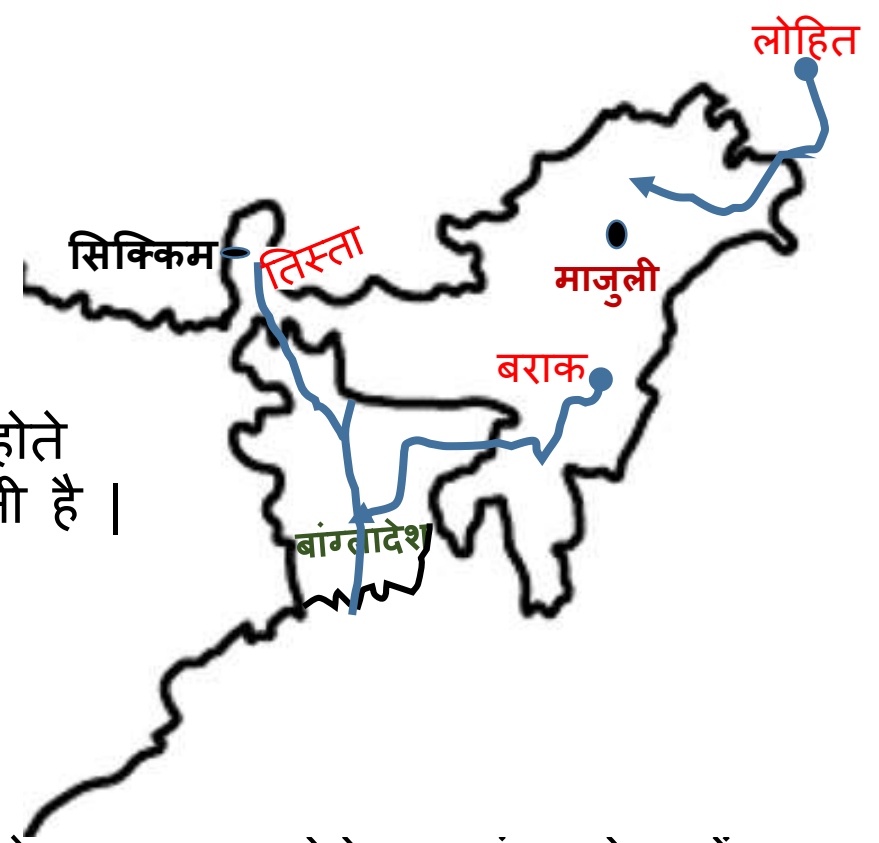 लोहित
सिक्किम
तिस्ता
माजुली
बराक
होते
है |
बांग्लादेश